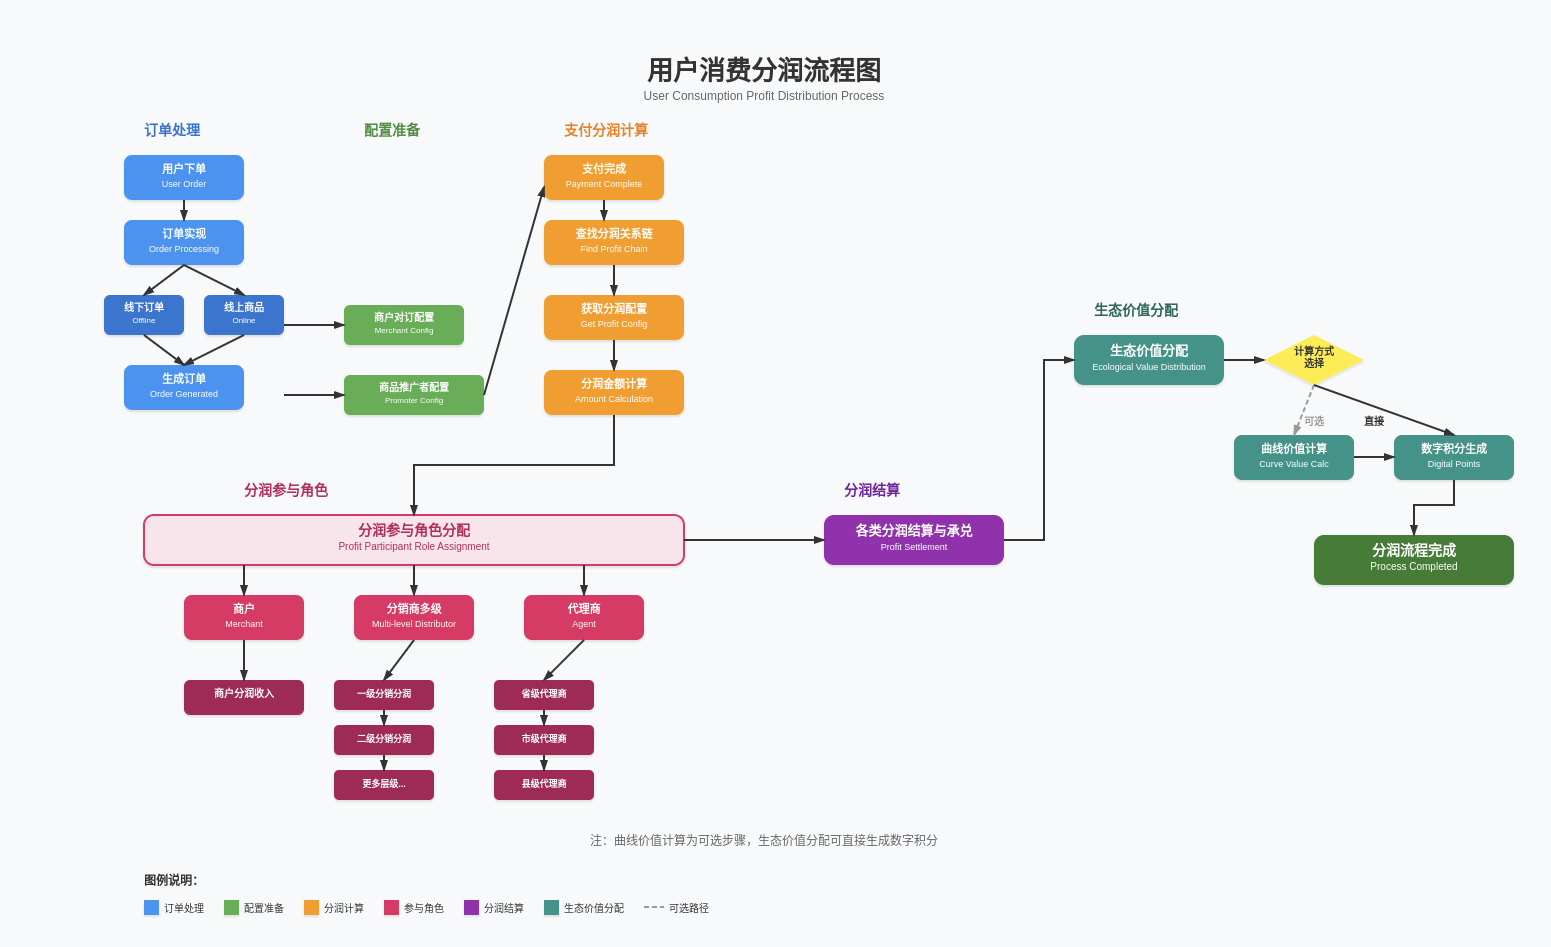 用户消费分润流程图
User Consumption Profit Distribution Process
订单处理
用户下单
User Order
订单实现
Order Processing
线下订单
Offline
线上商品
Online
生成订单
Order Generated
配置准备
商户对订配置
Merchant Config
商品推广者配置
Promoter Config
支付分润计算
支付完成
Payment Complete
查找分润关系链
Find Profit Chain
获取分润配置
Get Profit Config
分润金额计算
Amount Calculation
分润参与角色
分润参与角色分配
Profit Participant Role Assignment
商户
Merchant
商户分润收入
分销商多级
Multi-level Distributor
一级分销分润
二级分销分润
更多层级...
代理商
Agent
省级代理商
市级代理商
县级代理商
分润结算
各类分润结算与承兑
Profit Settlement
生态价值分配
生态价值分配
Ecological Value Distribution
计算方式
选择
可选
直接
曲线价值计算
Curve Value Calc
数字积分生成
Digital Points
分润流程完成
Process Completed
注：曲线价值计算为可选步骤，生态价值分配可直接生成数字积分
图例说明：
订单处理
配置准备
分润计算
参与角色
分润结算
生态价值分配
可选路径